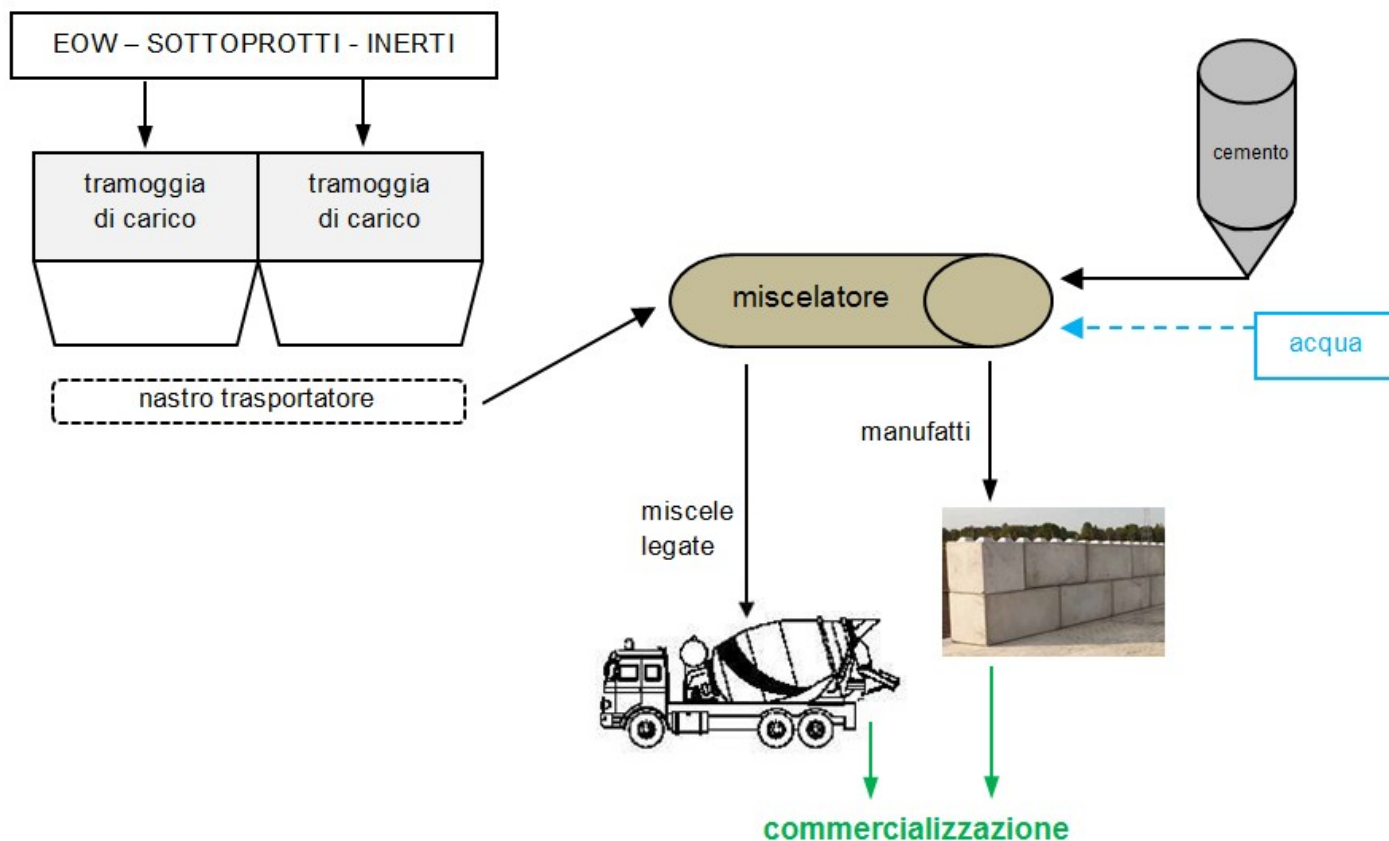 EOW – SOTTOPROTTI - INERTI
tramoggia
di carico
tramoggia
di carico
cemento
miscelatore
acqua
nastro trasportatore
manufatti
miscele
legate
commercializzazione